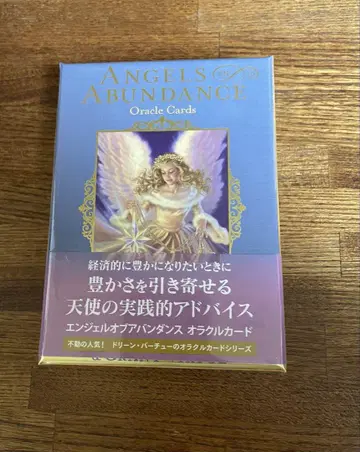 ANGELS OF
ABUNDANCE
Oracle Cards
経済的に豊かになりたいときに
豊かさを引き寄せる
天使の実践的アドバイス
エンジェルオブアバンダンス オラクルカード
不動の人気! ドリーン・バーチューのオラクルカードシリーズ